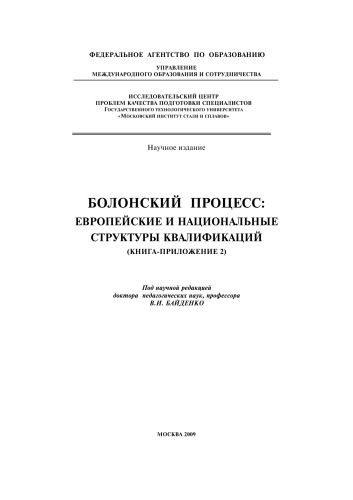 ФЕДЕРАЛЬНОЕ АГЕНТСТВО ПО ОБРАЗОВАНИЮ
УПРАВЛЕНИЕ
МЕЖДУНАРОДНОГО ОБРАЗОВАНИЯ И СОТРУДНИЧЕСТВА
ИССЛЕДОВАТЕЛЬСКИЙ ЦЕНТР
ПРОБЛЕМ КАЧЕСТВА ПОДГОТОВКИ СПЕЦИАЛИСТОВ
ГОСУДАРСТВЕННОГО ТЕХНОЛОГИЧЕСКОГО УНИВЕРСИТЕТА
«МОСКОВСКИЙ ИНСТИТУТ СТАЛИ И СПЛАВОВ»
Научное издание
БОЛОНСКИЙ ПРОЦЕСС:
ЕВРОПЕЙСКИЕ И НАЦИОНАЛЬНЫЕ
СТРУКТУРЫ КВАЛИФИКАЦИЙ
(КНИГА-ПРИЛОЖЕНИЕ 2)
Под научной редакцией
доктора педагогических наук, профессора
В.И. БАЙДЕНКО
МОСКВА 2009